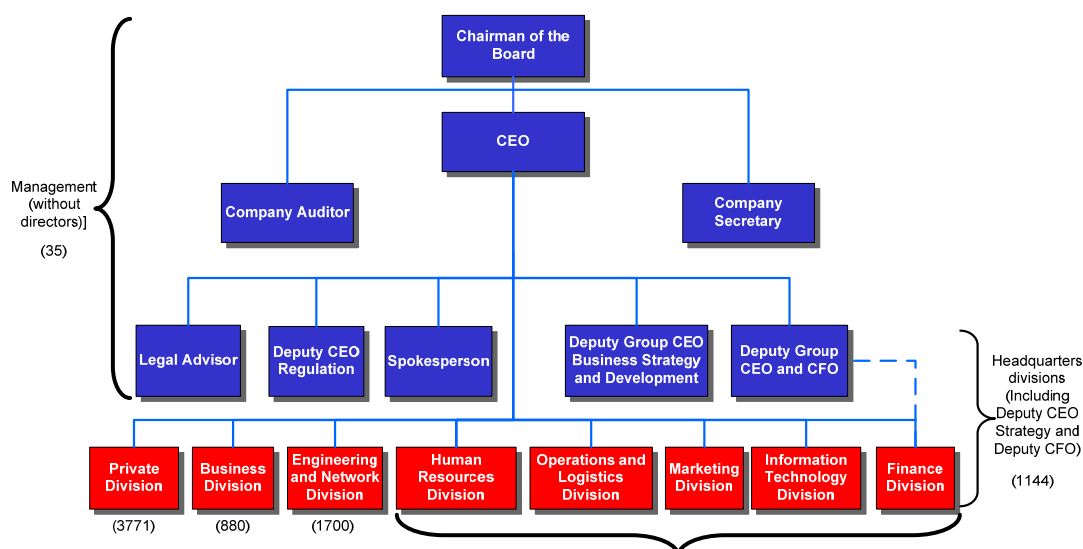 Chairman of the
Board
CEO
Management
(without
directors)]
(35)
Company Auditor
Company
Secretary
Legal Advisor
Deputy CEO
Regulation
Spokesperson
Deputy Group CEO
Business Strategy
and Development
Deputy Group
CEO and CFO
Headquarters
divisions
(Including
Deputy CEO
Strategy and
Deputy CFO)
(1144)
Private
Division
Business
Division
Engineering
and Network
Division
Human
Resources
Division
Operations and
Logistics
Division
Marketing
Division
Information
Technology
Division
Finance
Division
(3771)
(880)
(1700)